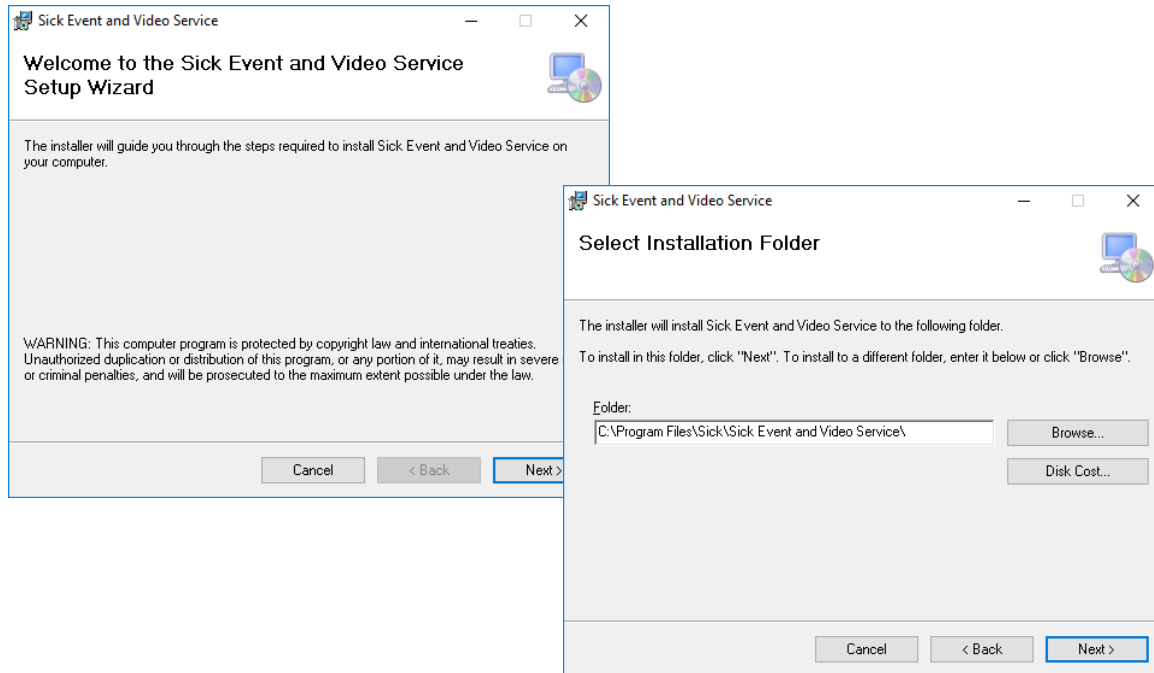 Sick Event and Video Service
Welcome to the Sick Event and Video Service
Setup Wizard
The installer will guide you through the steps required to install Sick Event and Video Service on
your computer.
WARNING: This computer program is protected by copyright law and international treaties.
Unauthorized duplication or distribution of this program, or any portion of it, may result in severe
or criminal penalties, and will be prosecuted to the maximum extent possible under the law.
Cancel
< Back
Next >
Sick Event and Video Service
Select Installation Folder
The installer will install Sick Event and Video Service to the following folder.
To install in this folder, click "Next". To install to a different folder, enter it below or click "Browse".
Folder:
C:\Program Files\Sick\Sick Event and Video Service\
Browse...
Disk Cost...
Cancel
< Back
Next >